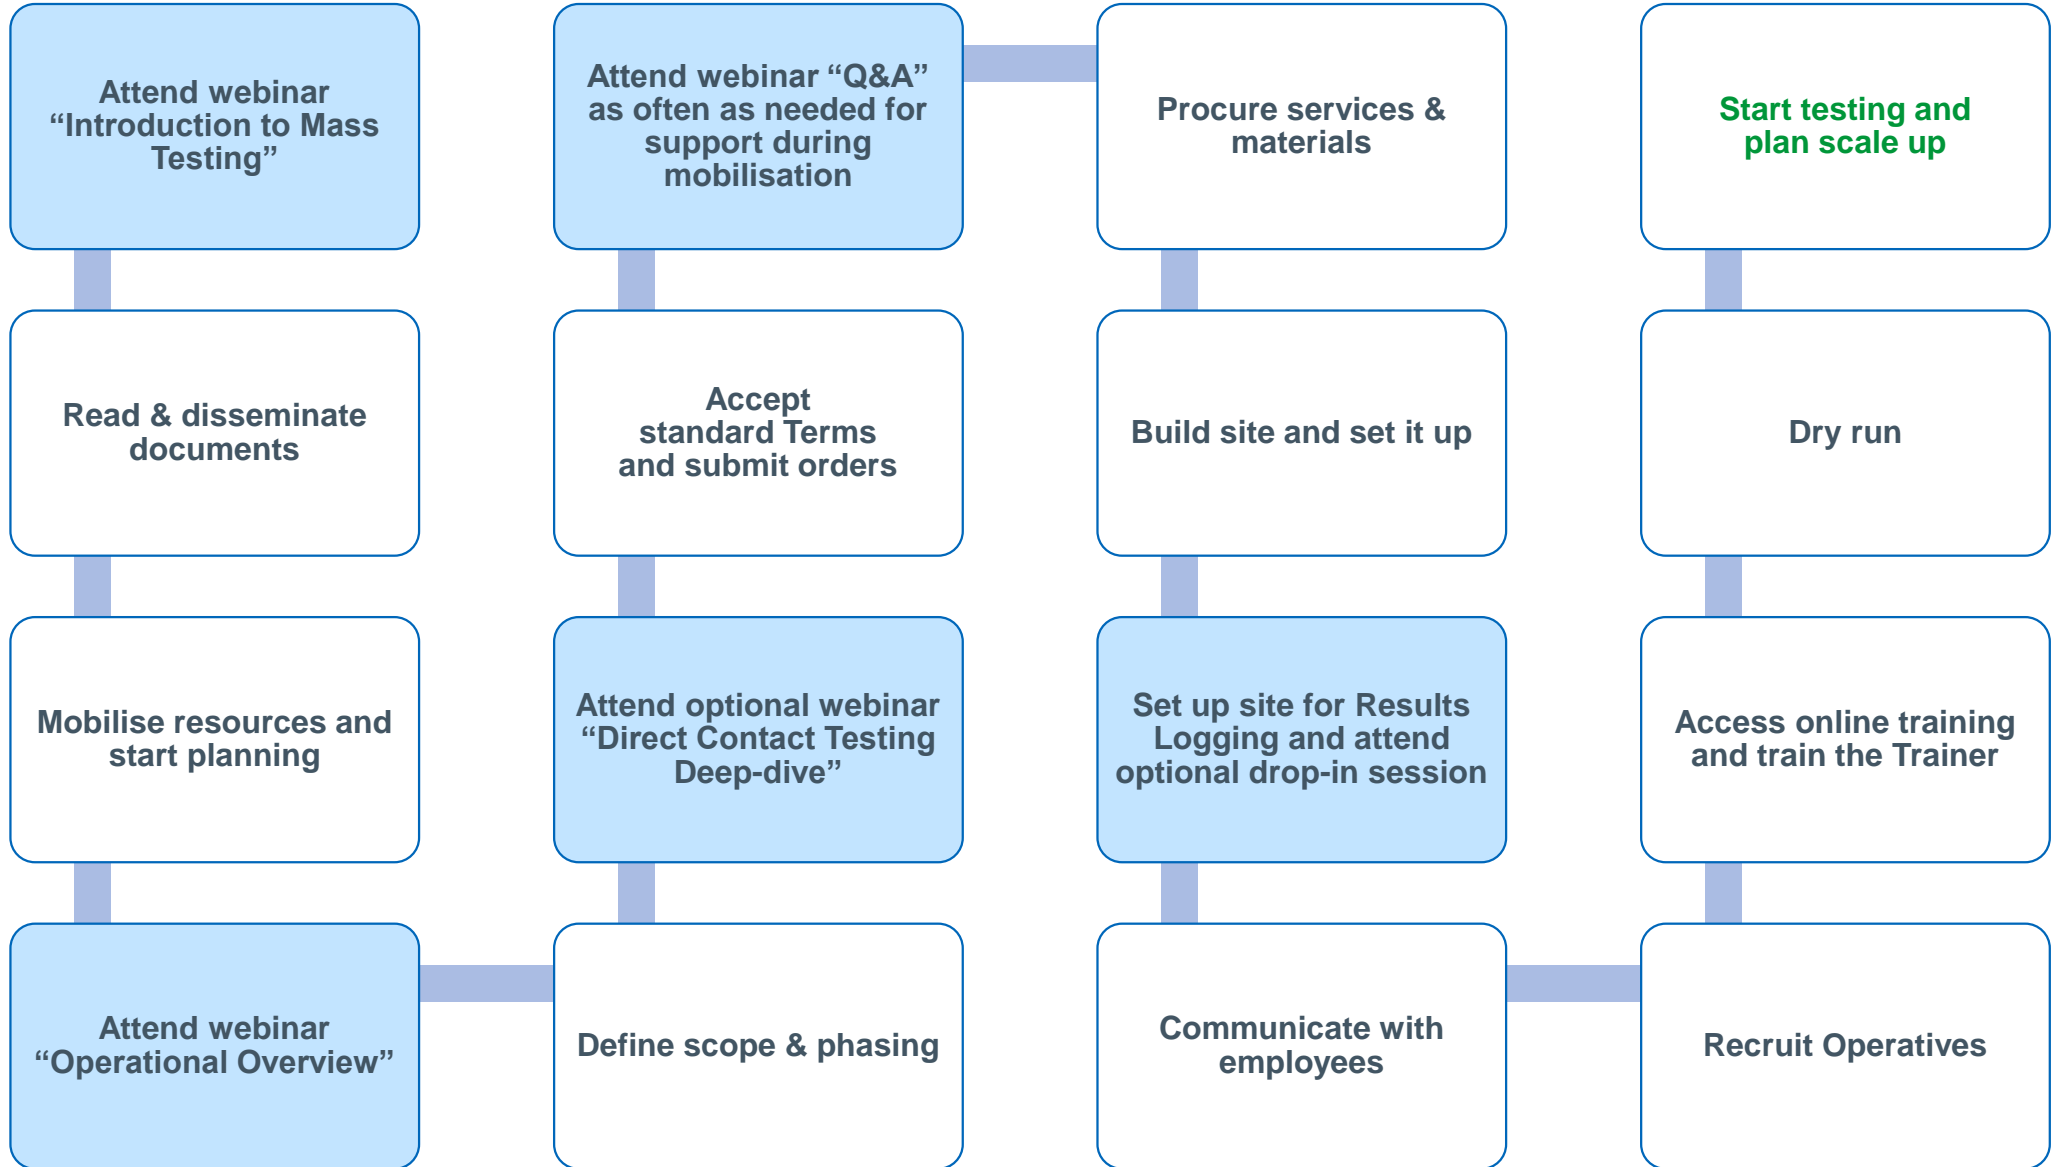 Attend webinar
“Introduction to Mass
Testing”
Read & disseminate
documents
Mobilise resources and
start planning
Attend webinar
“Operational Overview”
Define scope & phasing
Attend optional webinar
“Direct Contact Testing
Deep-dive”
Accept
standard Terms
and submit orders
Attend webinar “Q&A”
as often as needed for
support during
mobilisation
Procure services &
materials
Build site and set it up
Set up site for Results
Logging and attend
optional drop-in session
Communicate with
employees
Recruit Operatives
Access online training
and train the Trainer
Dry run
Start testing and
plan scale up